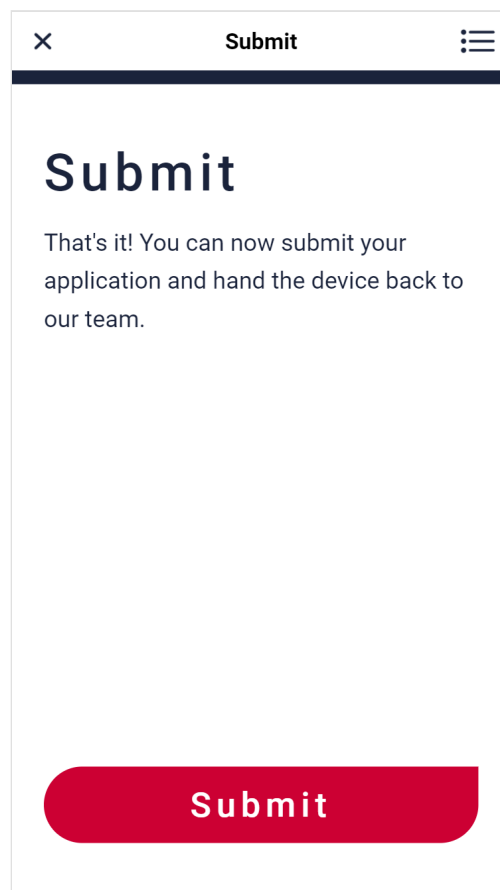 Submit
Submit
That's it! You can now submit your
application and hand the device back to
our team.
Submit